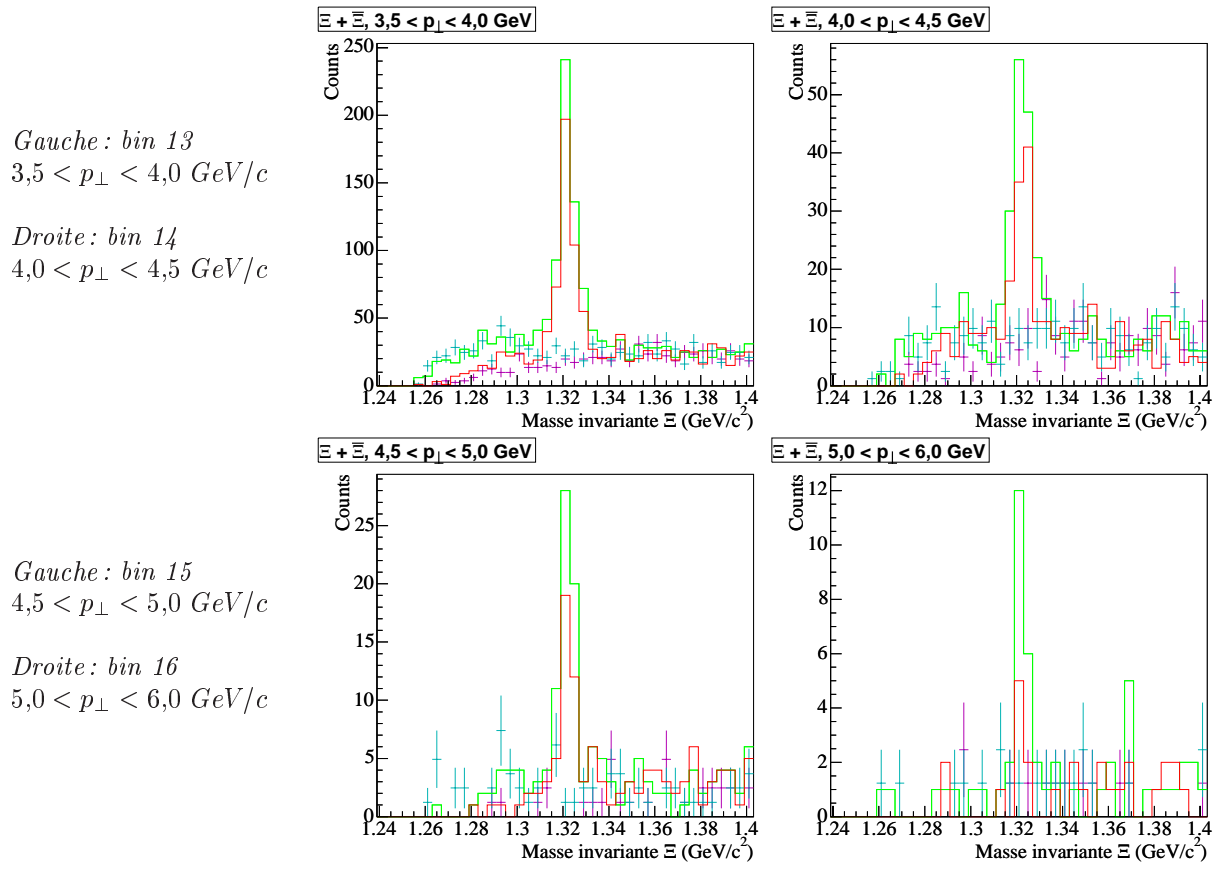 Gauche : bin 13
3,5 < p⊥ < 4,0 GeV/c
Droite : bin 14
4,0 < p⊥ < 4,5 GeV/c
Ξ + Ξ̅, 3,5 < p⊥ < 4,0 GeV
Counts
250
200
150
100
50
0
1.24 1.26 1.28 1.3 1.32 1.34 1.36 1.38 1.4
Masse invariante Ξ (GeV/c²)
Ξ + Ξ̅, 4,0 < p⊥ < 4,5 GeV
Counts
50
40
30
20
10
0
1.24 1.26 1.28 1.3 1.32 1.34 1.36 1.38 1.4
Masse invariante Ξ (GeV/c²)
Gauche : bin 15
4,5 < p⊥ < 5,0 GeV/c
Droite : bin 16
5,0 < p⊥ < 6,0 GeV/c
Ξ + Ξ̅, 4,5 < p⊥ < 5,0 GeV
Counts
25
20
15
10
5
0
1.24 1.26 1.28 1.3 1.32 1.34 1.36 1.38 1.4
Masse invariante Ξ (GeV/c²)
Ξ + Ξ̅, 5,0 < p⊥ < 6,0 GeV
Counts
12
10
8
6
4
2
0
1.24 1.26 1.28 1.3 1.32 1.34 1.36 1.38 1.4
Masse invariante Ξ (GeV/c²)